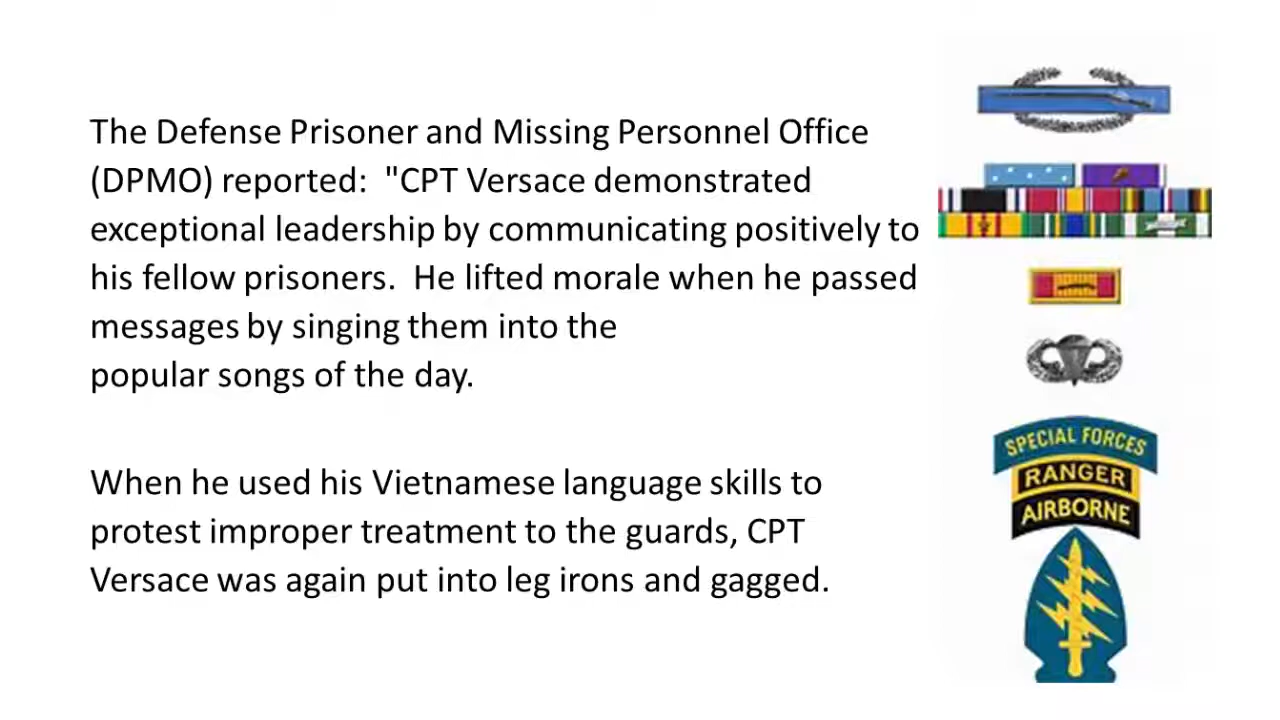 The Defense Prisoner and Missing Personnel Office
(DPMO) reported:  "CPT Versace demonstrated
exceptional leadership by communicating positively to
his fellow prisoners.  He lifted morale when he passed
messages by singing them into the
popular songs of the day.
When he used his Vietnamese language skills to
protest improper treatment to the guards, CPT
Versace was again put into leg irons and gagged.
SPECIAL FORCES
RANGER
AIRBORNE